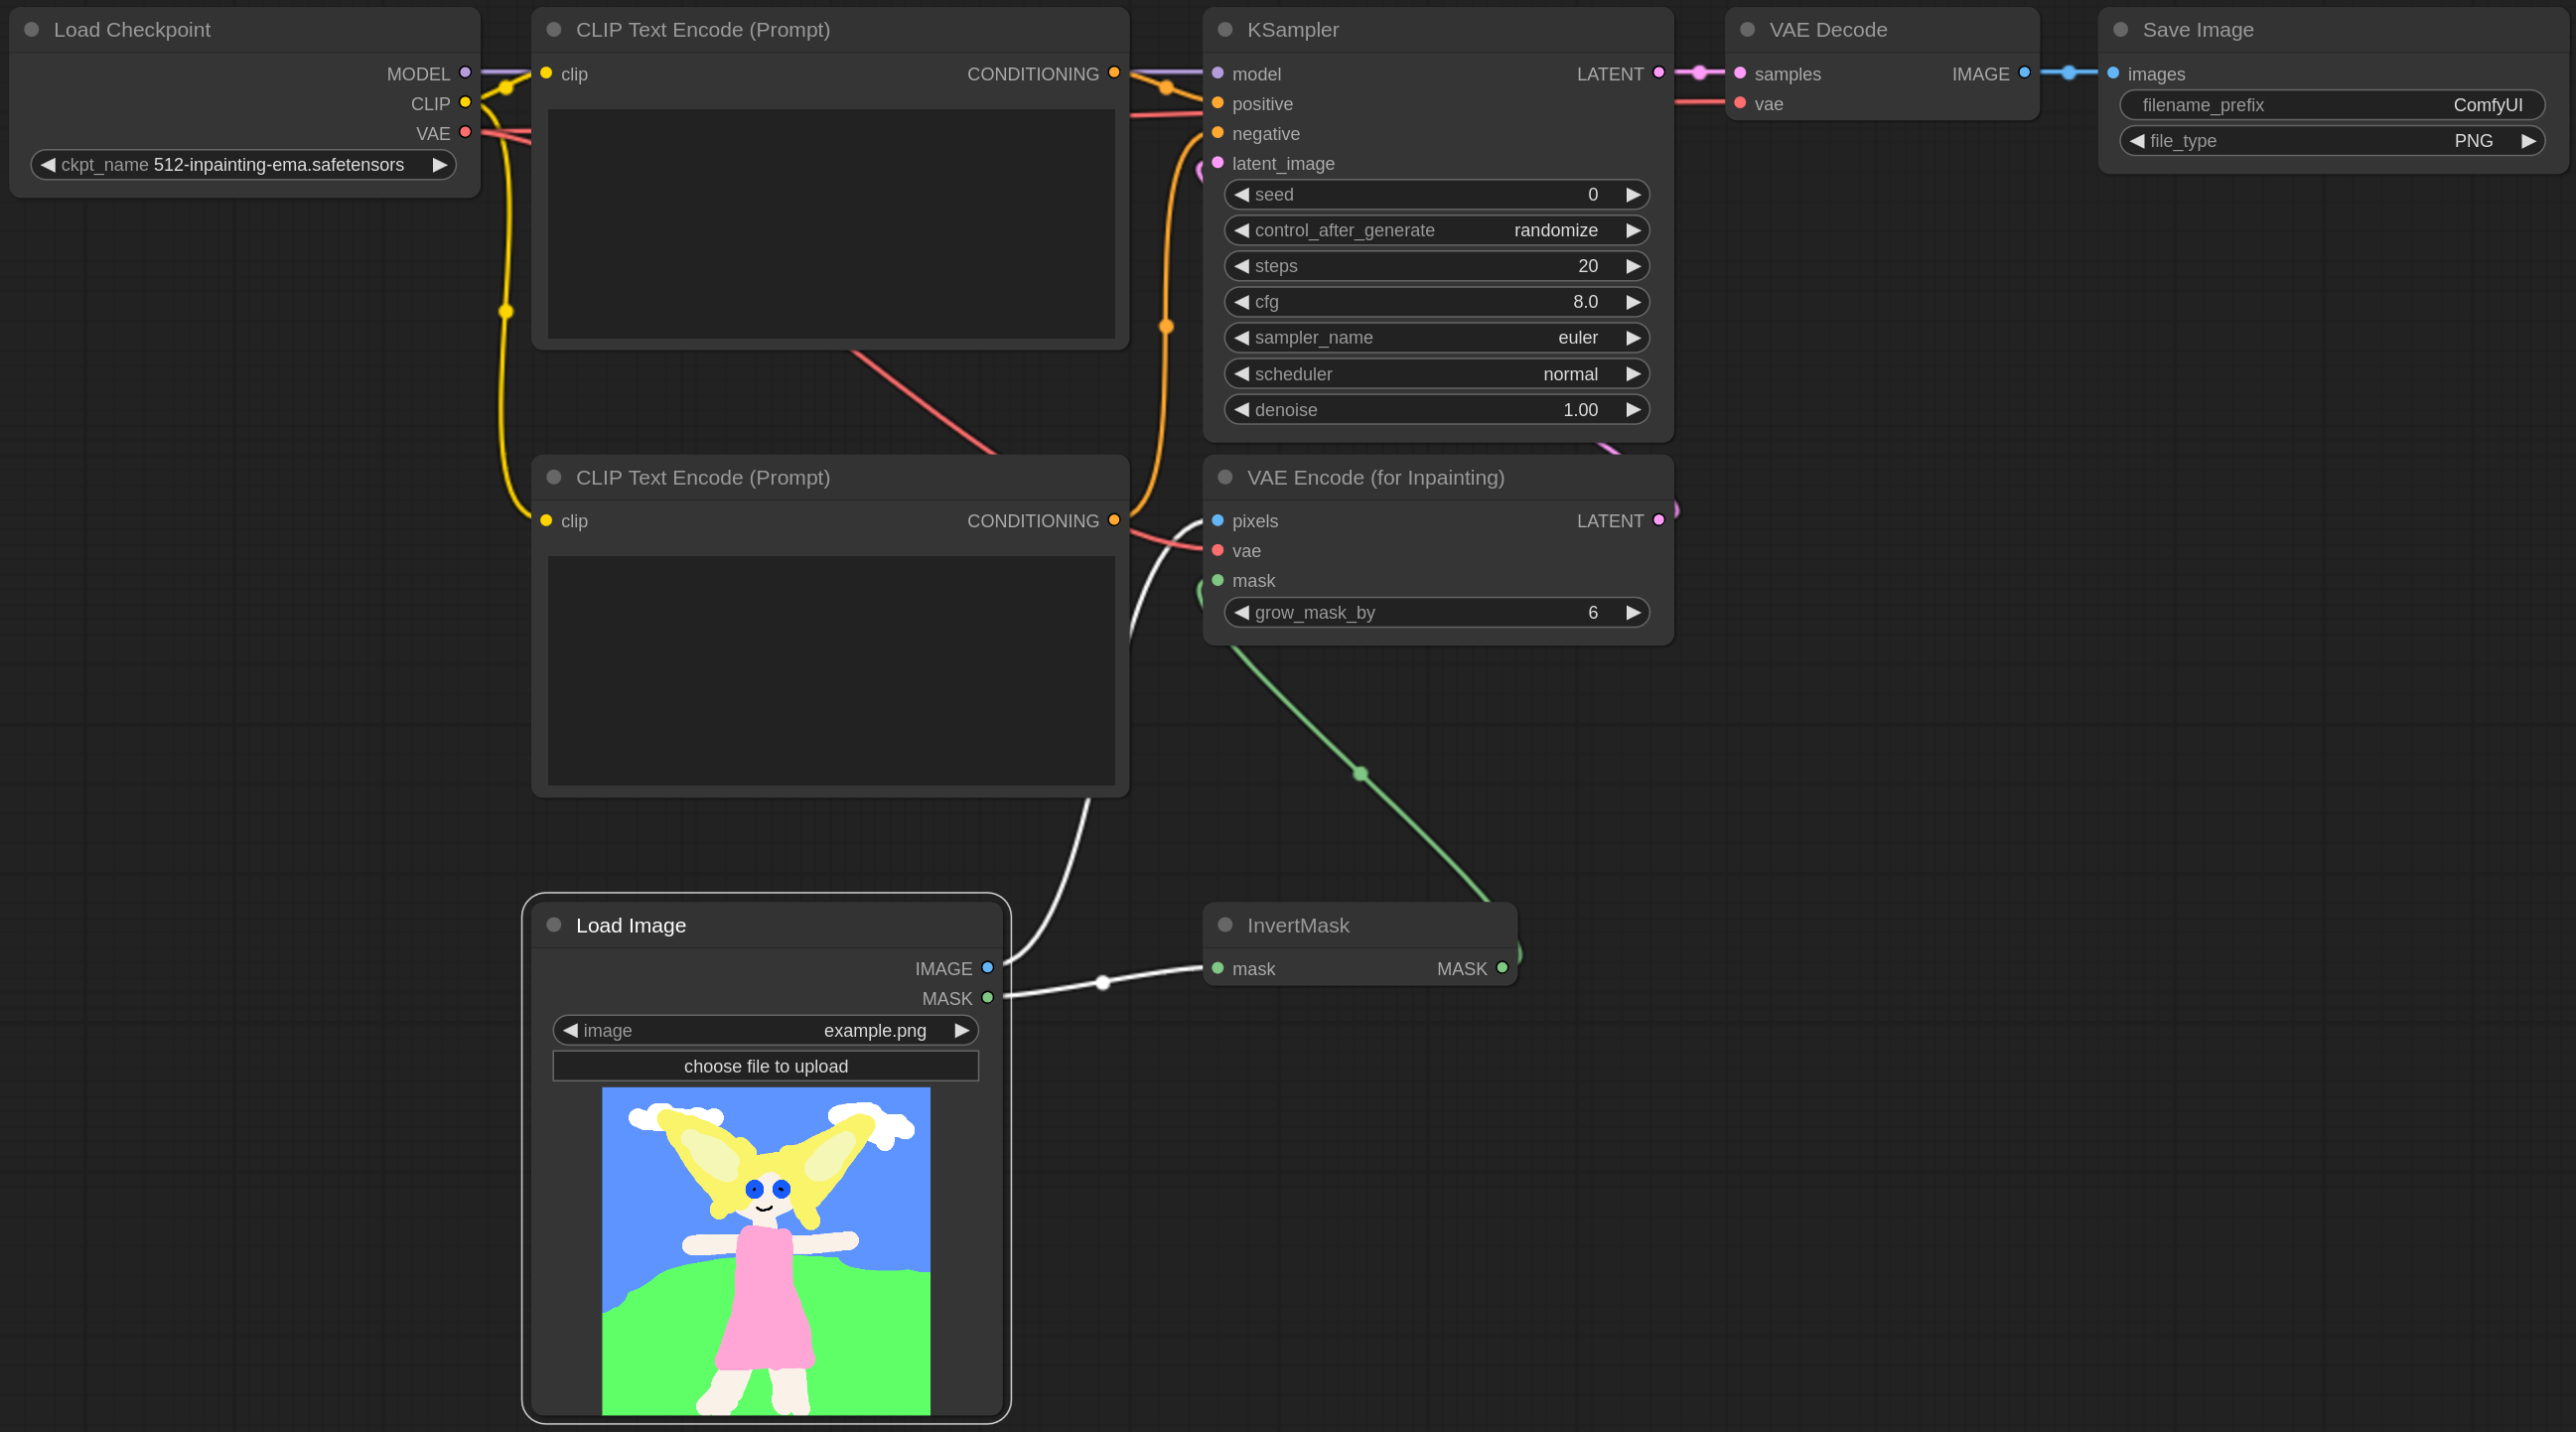 Load Checkpoint
MODEL
CLIP
VAE
ckpt_name 512-inpainting-ema.safetensors
CLIP Text Encode (Prompt)
clip CONDITIONING
CLIP Text Encode (Prompt)
clip CONDITIONING
KSampler
model LATENT
positive
negative
latent_image
seed 0
control_after_generate randomize
steps 20
cfg 8.0
sampler_name euler
scheduler normal
denoise 1.00
VAE Encode (for Inpainting)
pixels LATENT
vae
mask
grow_mask_by 6
VAE Decode
samples IMAGE
vae
Save Image
images
filename_prefix ComfyUI
file_type PNG
Load Image
IMAGE
MASK
image example.png
choose file to upload
InvertMask
mask MASK